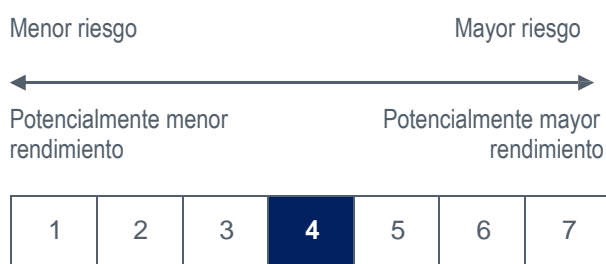 Menor riesgo Mayor riesgo
Potencialmente menor Potencialmente mayor
rendimiento rendimiento
1 2 3 4 5 6 7